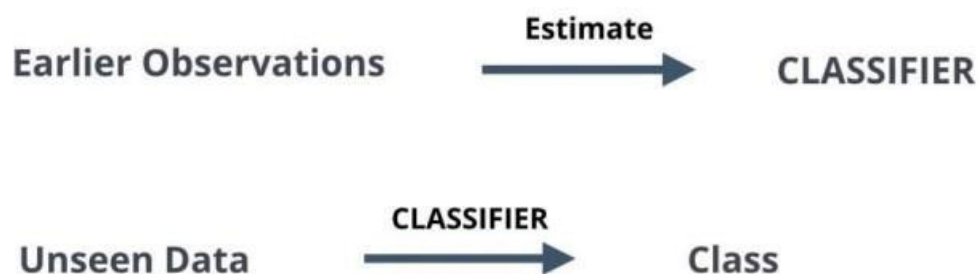 Estimate
Earlier Observations CLASSIFIER
CLASSIFIER
Unseen Data Class